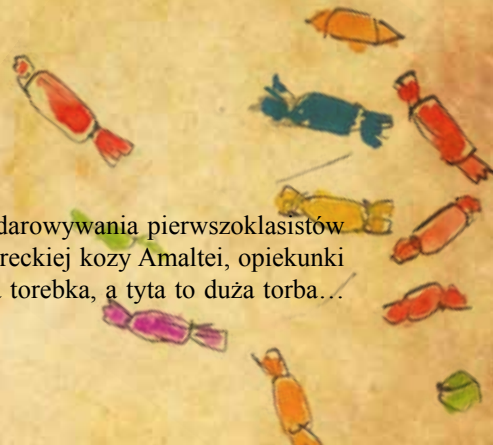 darowywania pierwszoklasistów
reckiej kozy Amaltei, opiekunki
torebka, a tyta to duża torba…